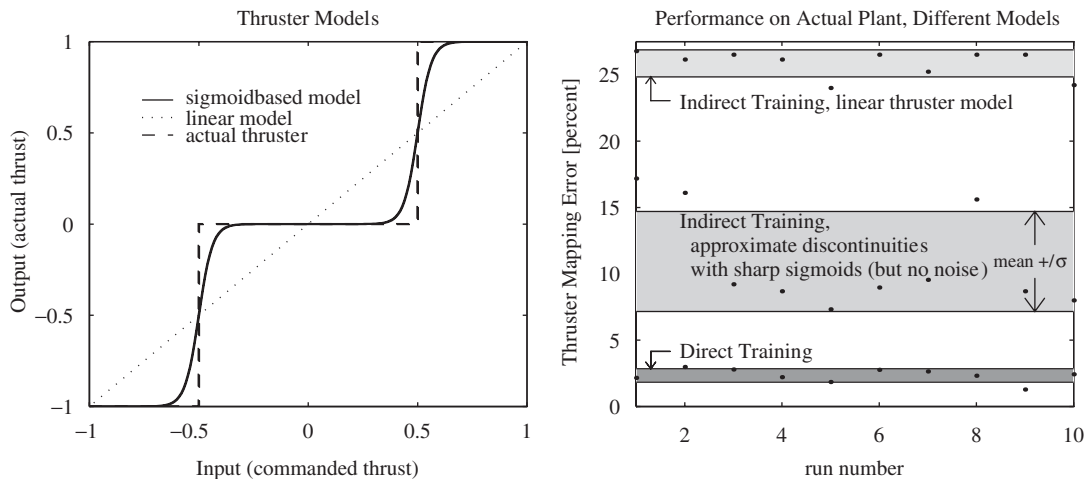 Thruster Models
1
0.5
0
−0.5
−1
Output (actual thrust)
sigmoidbased model
linear model
actual thruster
−1
−0.5
0
0.5
1
Input (commanded thrust)
Performance on Actual Plant, Different Models
25
20
15
10
5
0
Thruster Mapping Error [percent]
Indirect Training, linear thruster model
Indirect Training,
approximate discontinuities
with sharp sigmoids (but no noise)
mean +/σ
Direct Training
2
4
6
8
10
run number